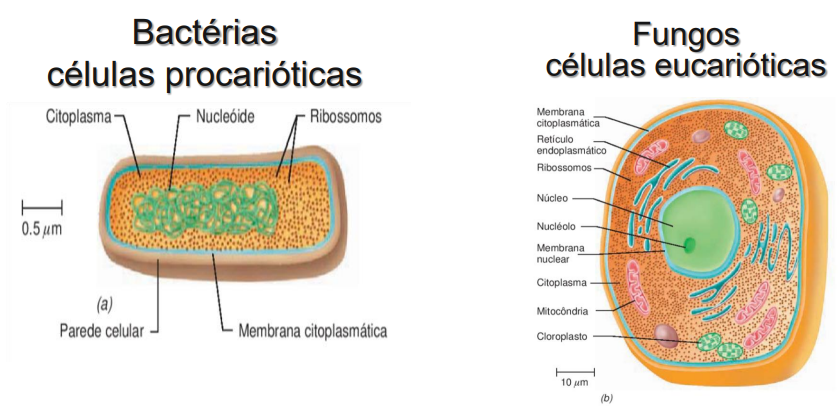 Bactérias
células procarióticas
Citoplasma
Nucleóide
Ribossomos
0.5 µm
(a)
Parede celular
Membrana citoplasmática
Fungos
células eucarióticas
Membrana
citoplasmática
Retículo
endoplasmático
Ribossomos
Núcleo
Nucléolo
Membrana
nuclear
Citoplasma
Mitocôndria
Cloroplasto
10 µm
(b)